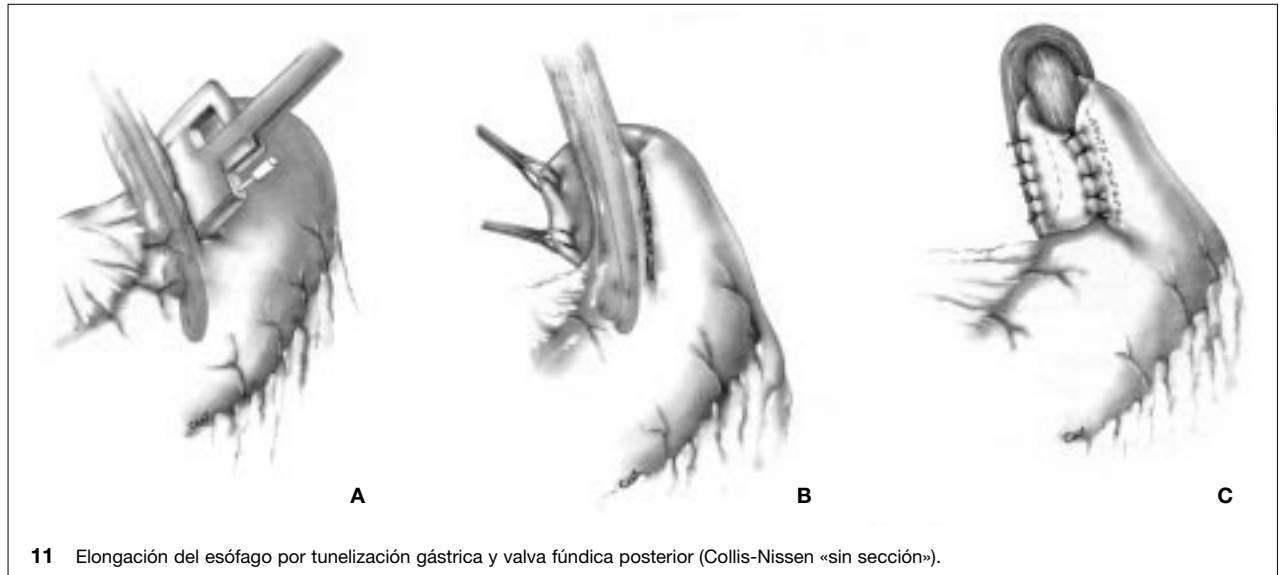 A
B
C
11 Elongación del esófago por tunelización gástrica y valva fúndica posterior (Collis-Nissen «sin sección»).